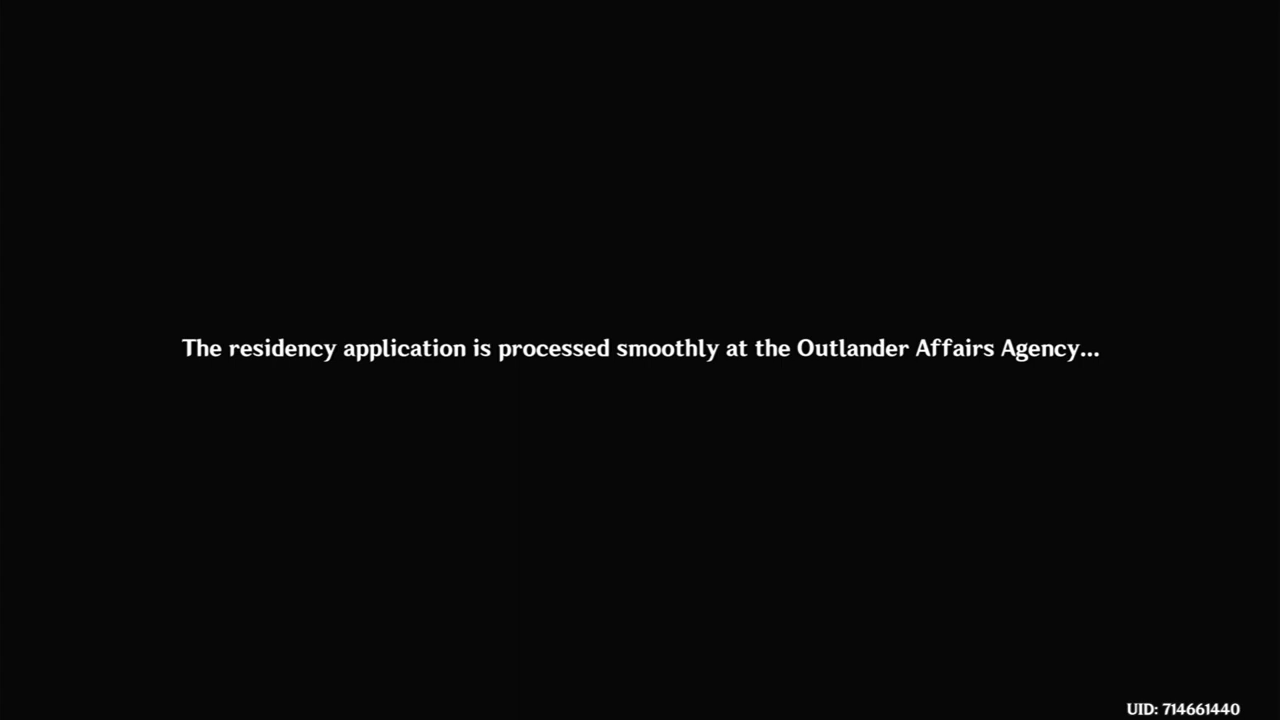 The residency application is processed smoothly at the Outlander Affairs Agency...
UID: 714661440